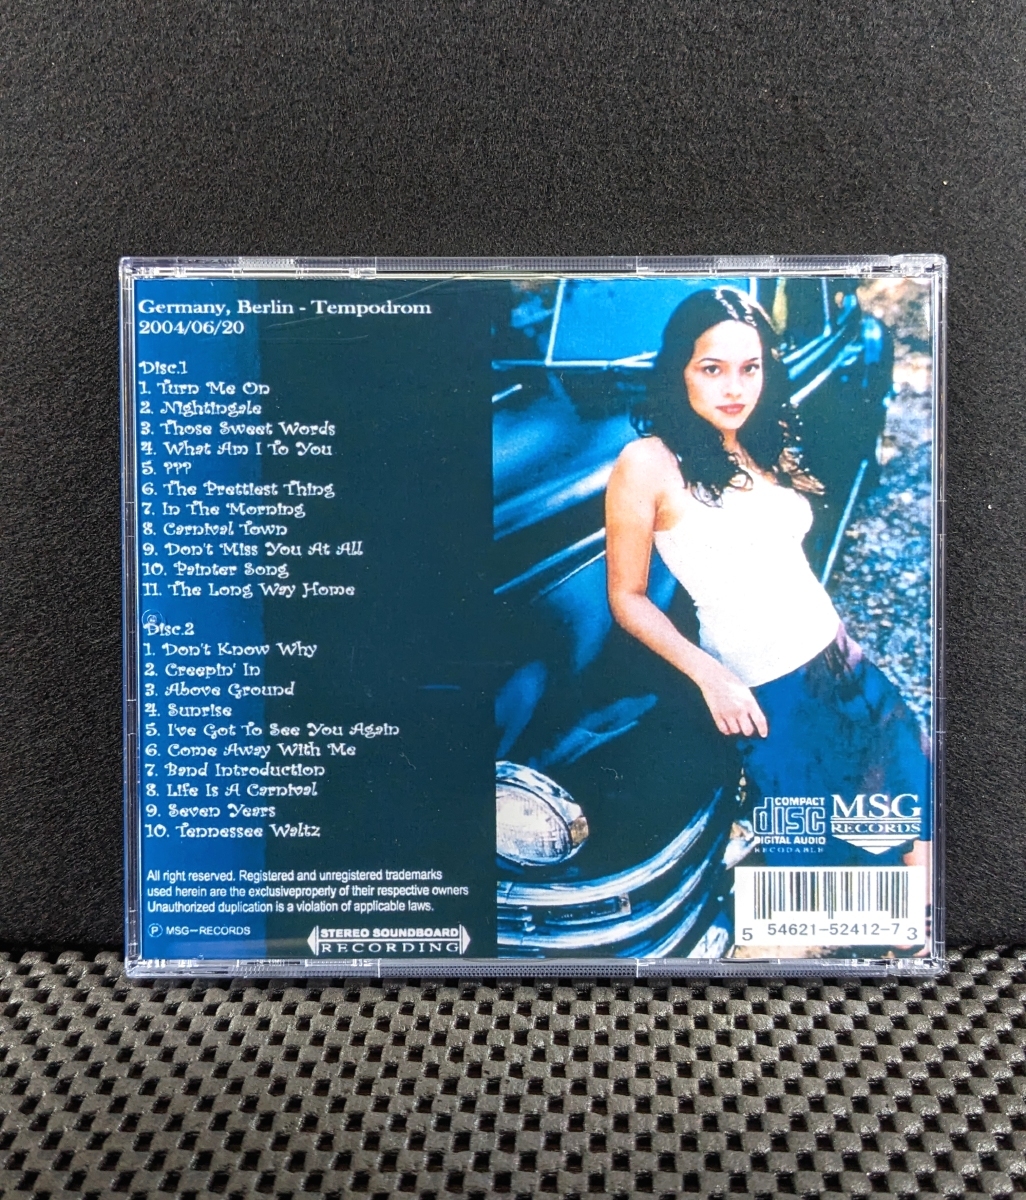 Germany, Berlin - Tempodrom
2004/06/20
Disc.1
1. Turn Me On
2. Nightingale
3. Those Sweet Words
4. What Am I To You
5. ???
6. The Prettiest Thing
7. In The Morning
8. Carnival Town
9. Don't Miss You At All
10. Painter Song
11. The Long Way Home
Disc.2
1. Don't Know Why
2. Creepin' In
3. Above Ground
4. Sunrise
5. I've Got To See You Again
6. Come Away With Me
7. Band Introduction
8. Life Is A Carnival
9. Seven Years
10. Tennessee Waltz
All right reserved. Registered and unregistered trademarks
used herein are the exclusiveproperly of their respective owners
Unauthorized duplication is a violation of applicable laws.
Ⓟ MSG-RECORDS
STEREO SOUNDBOARD
RECORDING
COMPACT
disc
DIGITAL AUDIO
RECODABLE
MSG
RECORDS
5 54621-52412-7 3